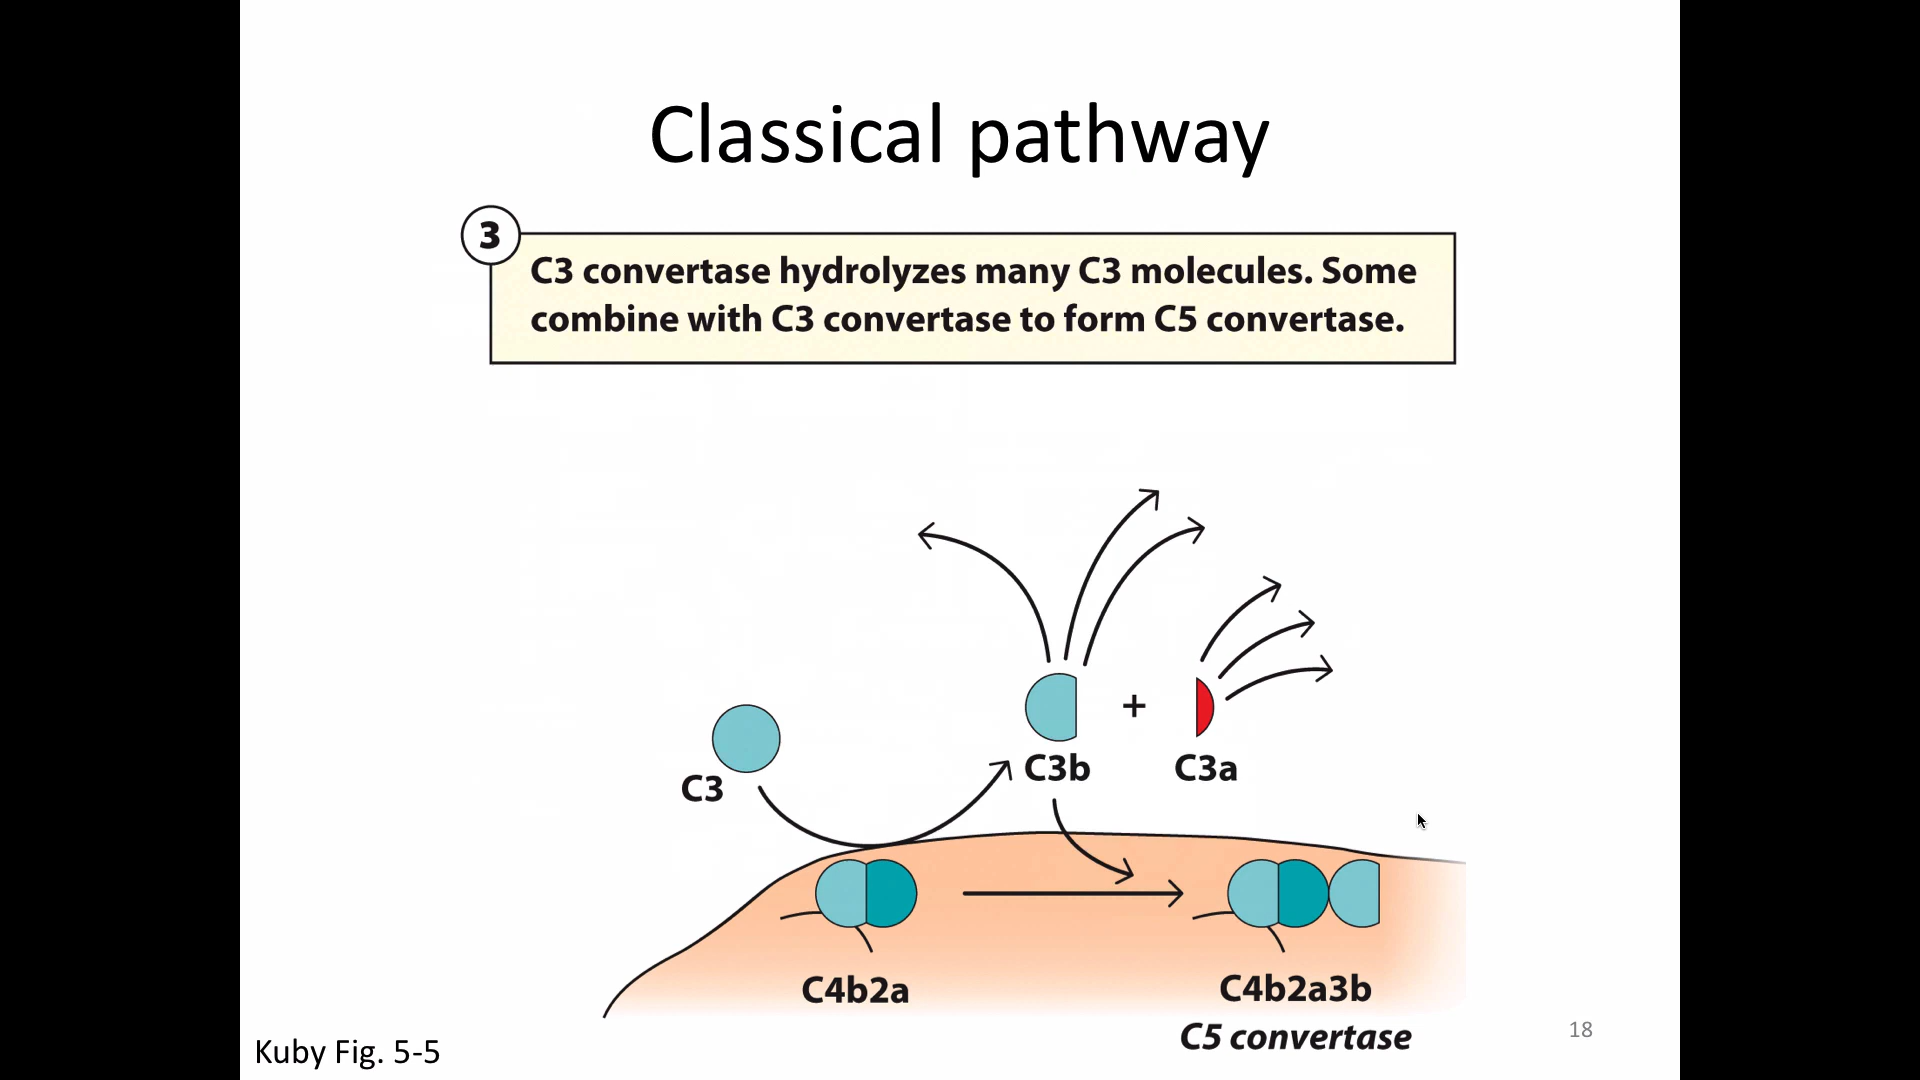 Classical pathway
3
C3 convertase hydrolyzes many C3 molecules. Some
combine with C3 convertase to form C5 convertase.
+
C3b
C3a
C3
C4b2a
C4b2a3b
C5 convertase
18
Kuby Fig. 5-5